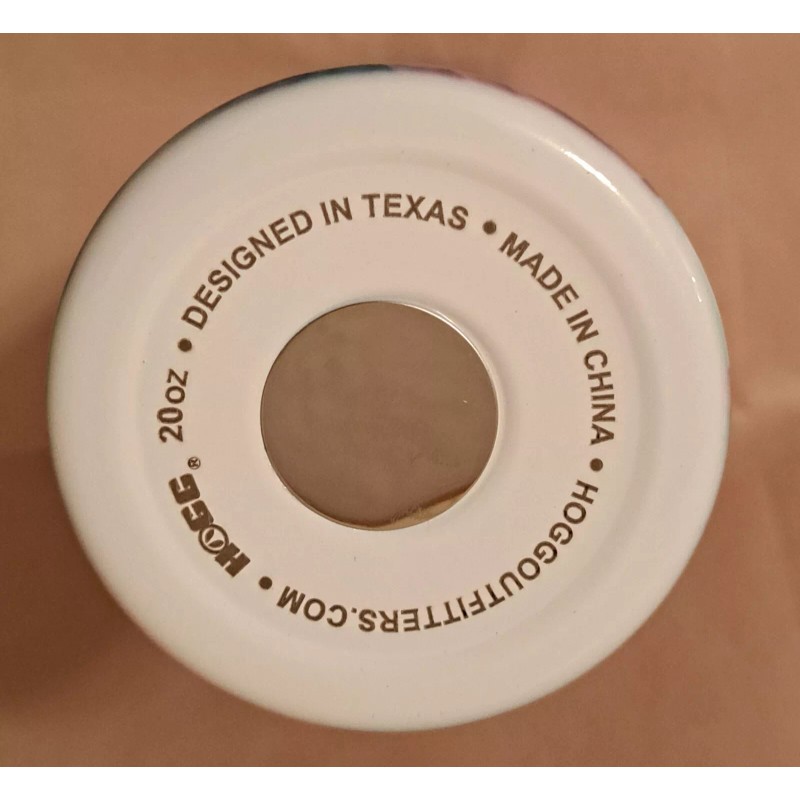 HOGG® 20oz • DESIGNED IN TEXAS • MADE IN CHINA • HOGGOUTFITTERS.COM •